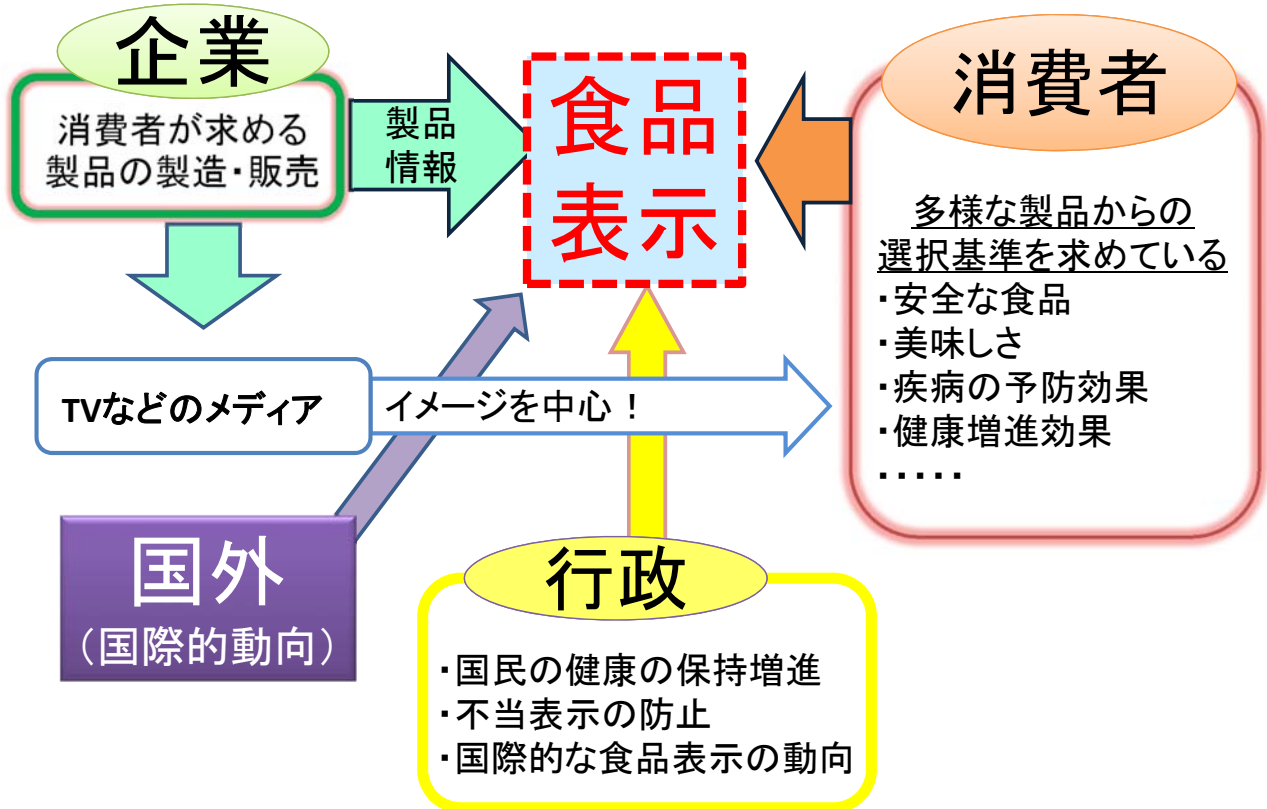 企業
消費者が求める
製品の製造・販売
製品
情報
食品
表示
消費者
多様な製品からの
選択基準を求めている
・安全な食品
・美味しさ
・疾病の予防効果
・健康増進効果
・・・・・
TVなどのメディア
イメージを中心！
国外
（国際的動向）
行政
・国民の健康の保持増進
・不当表示の防止
・国際的な食品表示の動向